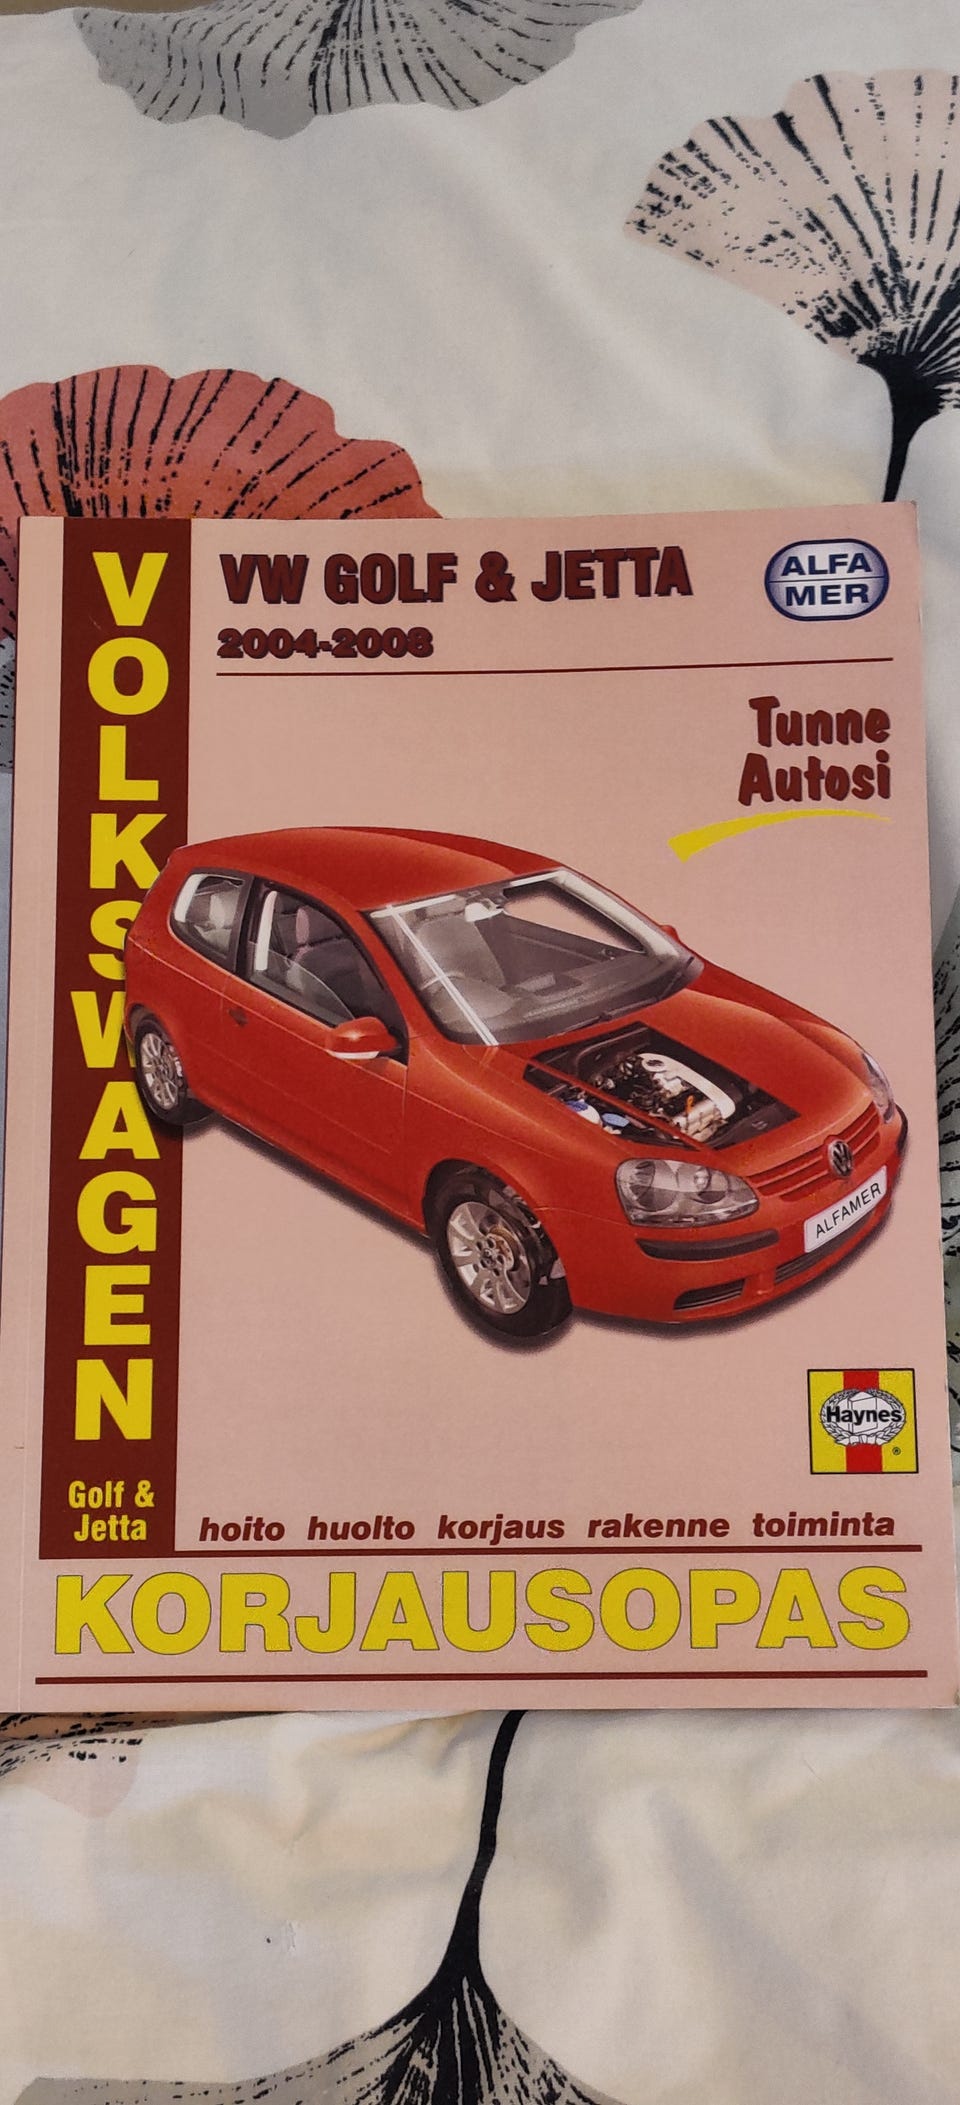 VW GOLF & JETTA
2004-2008
ALFA
MER
Tunne
Autosi
VOLKSWAGEN
Golf &
Jetta
ALFAMER
Haynes
®
hoito huolto korjaus rakenne toiminta
KORJAUSOPAS